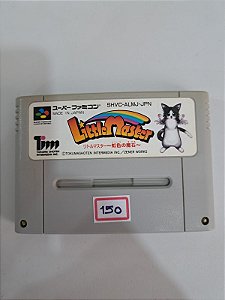 スーパーファミコン
SHVC-ALMJ-JPN
MADE IN JAPAN
Little Master
リトルマスター〜虹色の魔石〜
Tim
©TOKUMASHOTEN INTERMEDIA INC./ZENER WORKS
150